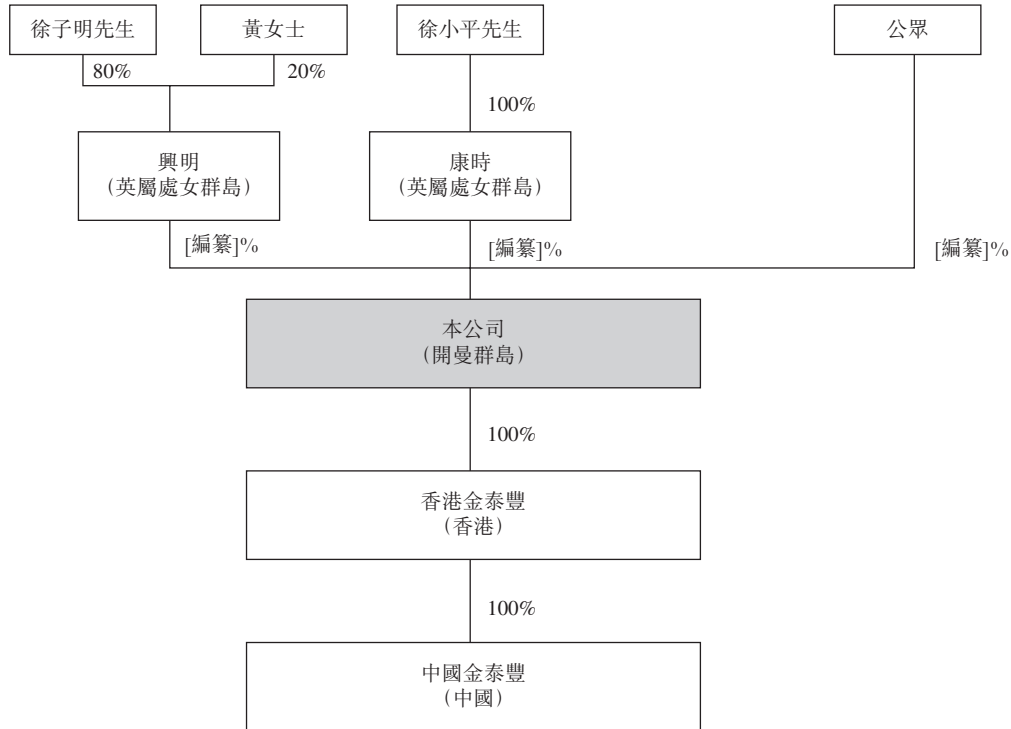 徐子明先生
黃女士
徐小平先生
公眾
80%
20%
100%
興明
（英屬處女群島）
康時
（英屬處女群島）
[編纂]%
[編纂]%
[編纂]%
本公司
（開曼群島）
100%
香港金泰豐
（香港）
100%
中國金泰豐
（中國）